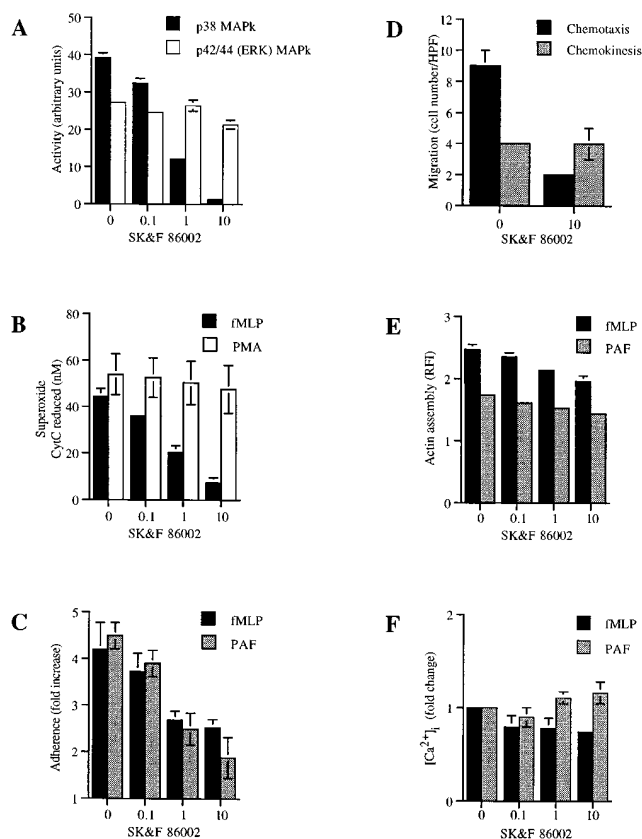 A
p38 MAPk
p42/44 (ERK) MAPk
Activity (arbitrary units)
50
40
30
20
10
0
0 0.1 1 10
SK&F 86002
B
fMLP
PMA
Superoxide
CytC reduced (nM)
80
60
40
20
0
0 0.1 1 10
SK&F 86002
C
fMLP
PAF
Adherence (fold increase)
5
4
3
2
1
0 0.1 1 10
SK&F 86002
D
Chemotaxis
Chemokinesis
Migration (cell number/HPF)
12
10
8
6
4
2
0
0 10
SK&F 86002
E
fMLP
PAF
Actin assembly (RFI)
3
2
1
0
0 0.1 1 10
SK&F 86002
F
fMLP
PAF
[Ca2+]i (fold change)
2
1
0
0 0.1 1 10
SK&F 86002